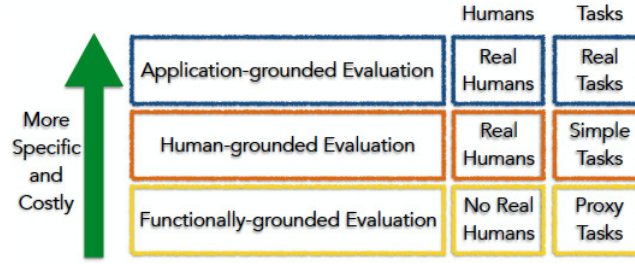 Humans Tasks
Application-grounded Evaluation
Real
Humans
Real
Tasks
More
Specific
and
Costly
Human-grounded Evaluation
Real
Humans
Simple
Tasks
Functionally-grounded Evaluation
No Real
Humans
Proxy
Tasks